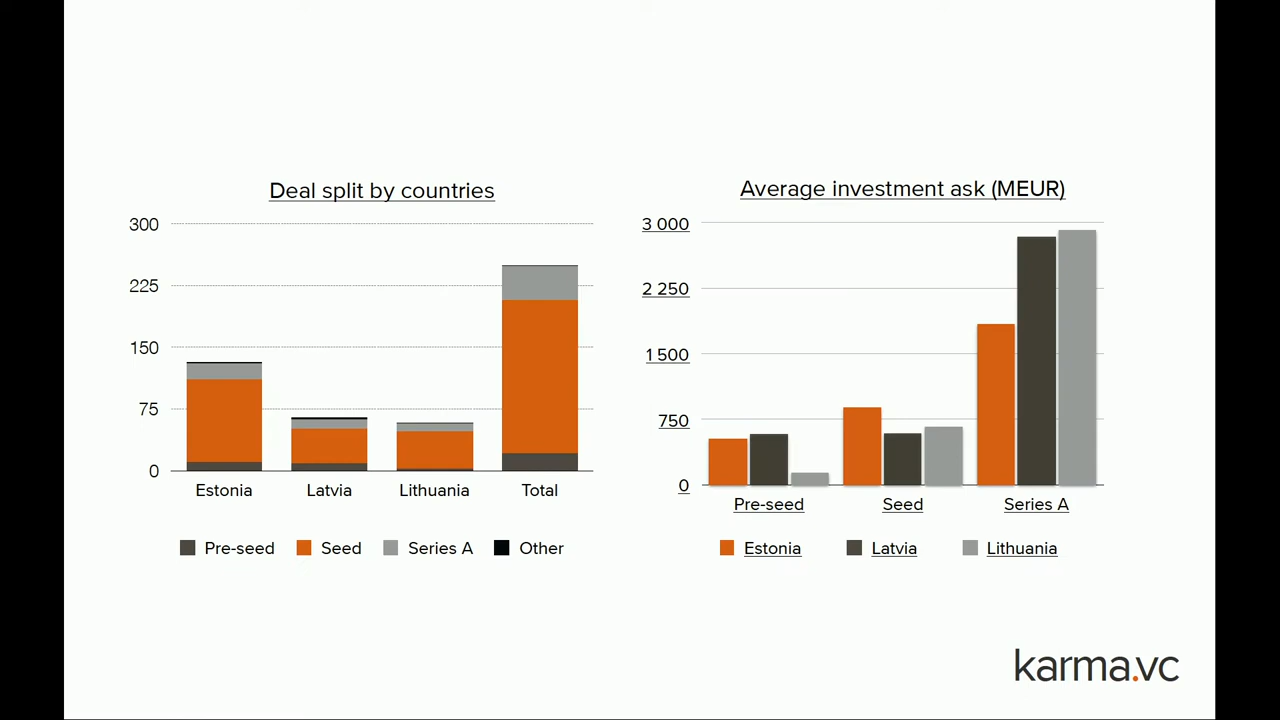 Deal split by countries
300
225
150
75
0
Estonia
Latvia
Lithuania
Total
Pre-seed
Seed
Series A
Other
Average investment ask (MEUR)
3 000
2 250
1 500
750
0
Pre-seed
Seed
Series A
Estonia
Latvia
Lithuania
karma.vc